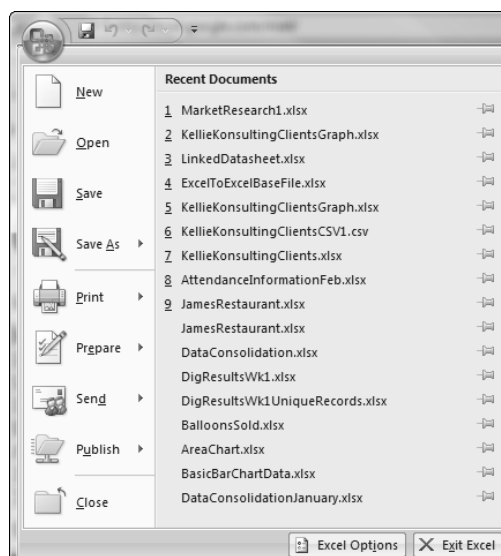 New
Open
Save
Save As
Print
Prepare
Send
Publish
Close
Recent Documents
1 MarketResearch1.xlsx
2 KellieKonsultingClientsGraph.xlsx
3 LinkedDatasheet.xlsx
4 ExcelToExcelBaseFile.xlsx
5 KellieKonsultingClientsGraph.xlsx
6 KellieKonsultingClientsCSV1.csv
7 KellieKonsultingClients.xlsx
8 AttendanceInformationFeb.xlsx
9 JamesRestaurant.xlsx
JamesRestaurant.xlsx
DataConsolidation.xlsx
DigResultsWk1.xlsx
DigResultsWk1UniqueRecords.xlsx
BalloonsSold.xlsx
AreaChart.xlsx
BasicBarChartData.xlsx
DataConsolidationJanuary.xlsx
Excel Options
Exit Excel